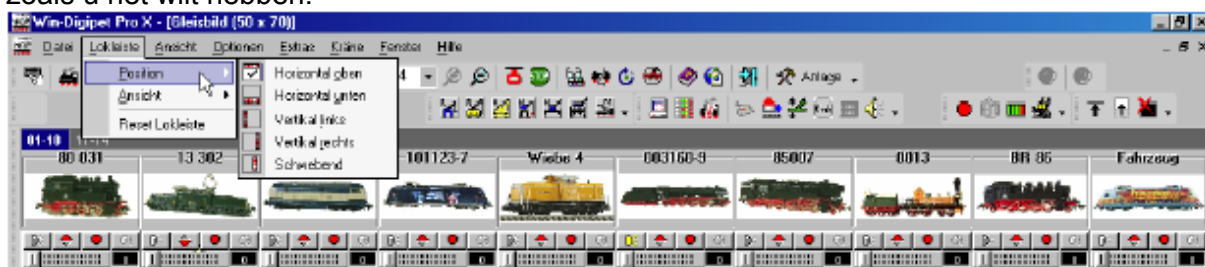 zoals u het wilt hebben.
Win-Digipet Pro X - [Gleisbild (50 x 70)]
Datei Lokleiste Ansicht Optionen Extras Kräne Fenster Hilfe
Position
Ansicht
Reset Lokleiste
Horizontal oben
Horizontal unten
Vertikal links
Vertikal rechts
Schwebend
4
Anlage
01-10
80 031 13 302 101123-7 Wiebe 4 003160-9 85007 0013 BR 86 Fahrzeug